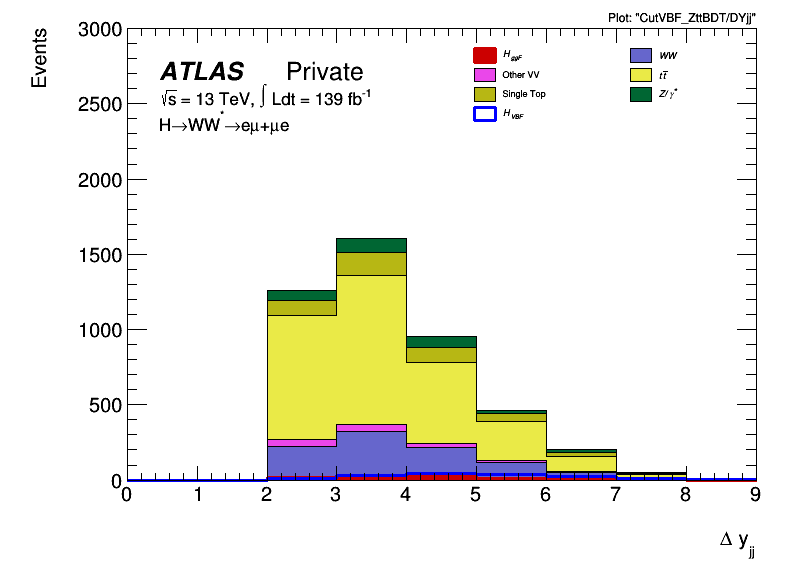 Plot: "CutVBF_ZttBDT/DYjj"
Events
3000
2500
2000
1500
1000
500
0
ATLAS Private
√s = 13 TeV, ∫ Ldt = 139 fb⁻¹
H→WW*→eμ+μe
H_ggF
WW
Other VV
tt̅
Single Top
Z/γ*
H_VBF
0 1 2 3 4 5 6 7 8 9
Δ y_jj